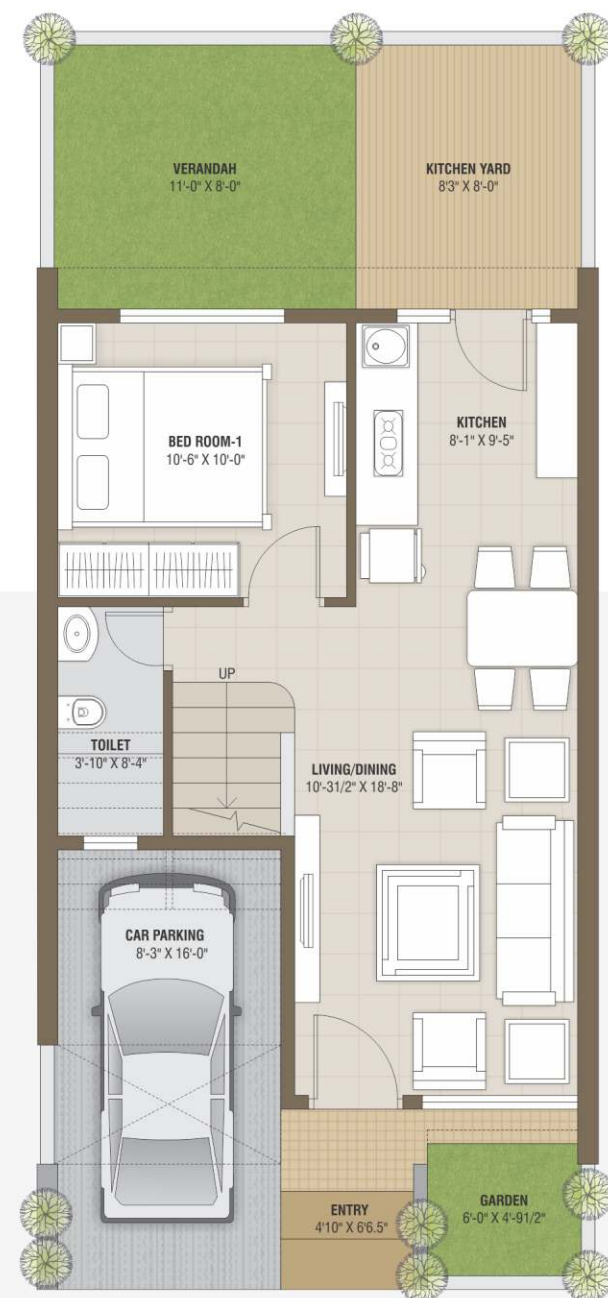 VERANDAH
11'-0" X 8'-0"
KITCHEN YARD
8'3" X 8'-0"
BED ROOM-1
10'-6" X 10'-0"
KITCHEN
8'-1" X 9'-5"
UP
TOILET
3'-10" X 8'-4"
LIVING/DINING
10'-31/2" X 18'-8"
CAR PARKING
8'-3" X 16'-0"
ENTRY
4'10" X 6'6.5"
GARDEN
6'-0" X 4'-91/2"